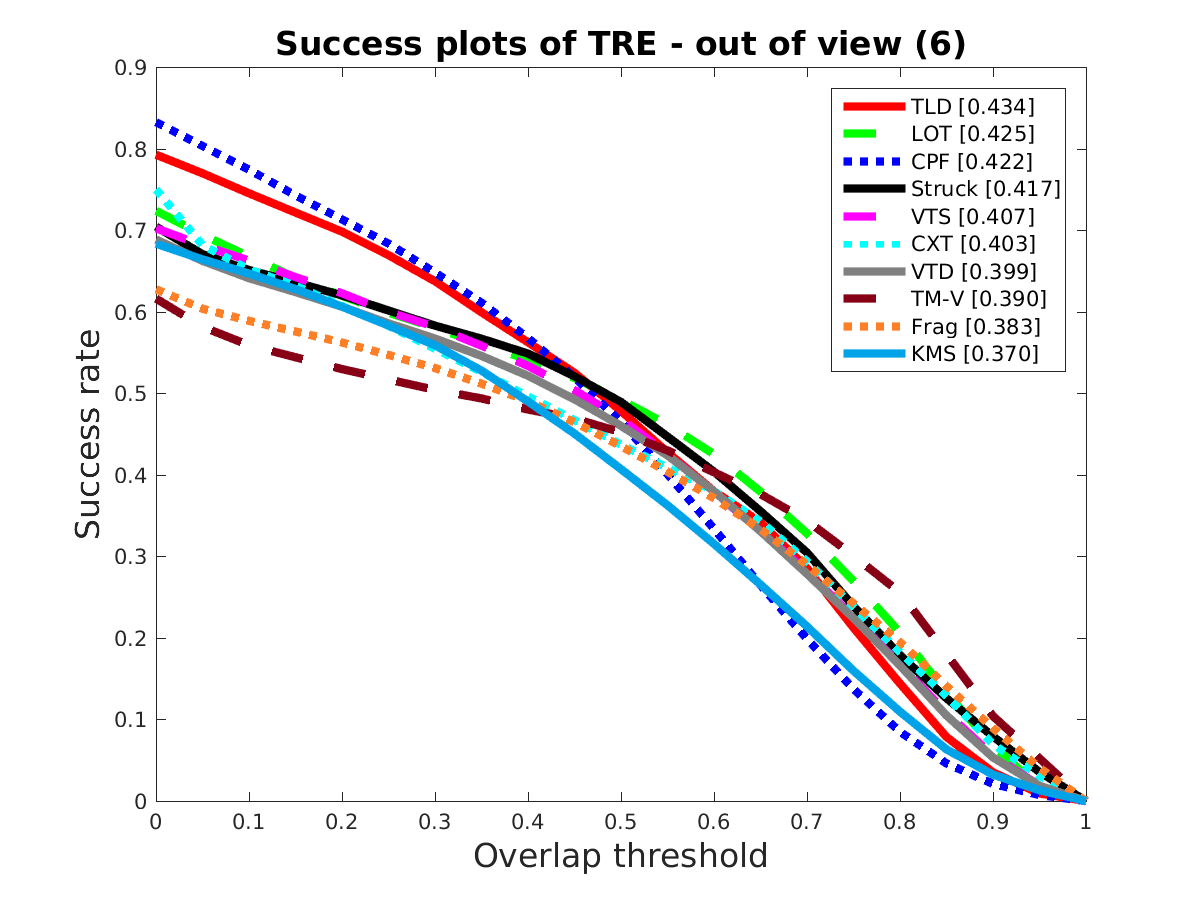 Success plots of TRE - out of view (6)
0.9
0.8
0.7
0.6
0.5
0.4
0.3
0.2
0.1
0
Success rate
TLD [0.434]
LOT [0.425]
CPF [0.422]
Struck [0.417]
VTS [0.407]
CXT [0.403]
VTD [0.399]
TM-V [0.390]
Frag [0.383]
KMS [0.370]
0 0.1 0.2 0.3 0.4 0.5 0.6 0.7 0.8 0.9 1
Overlap threshold